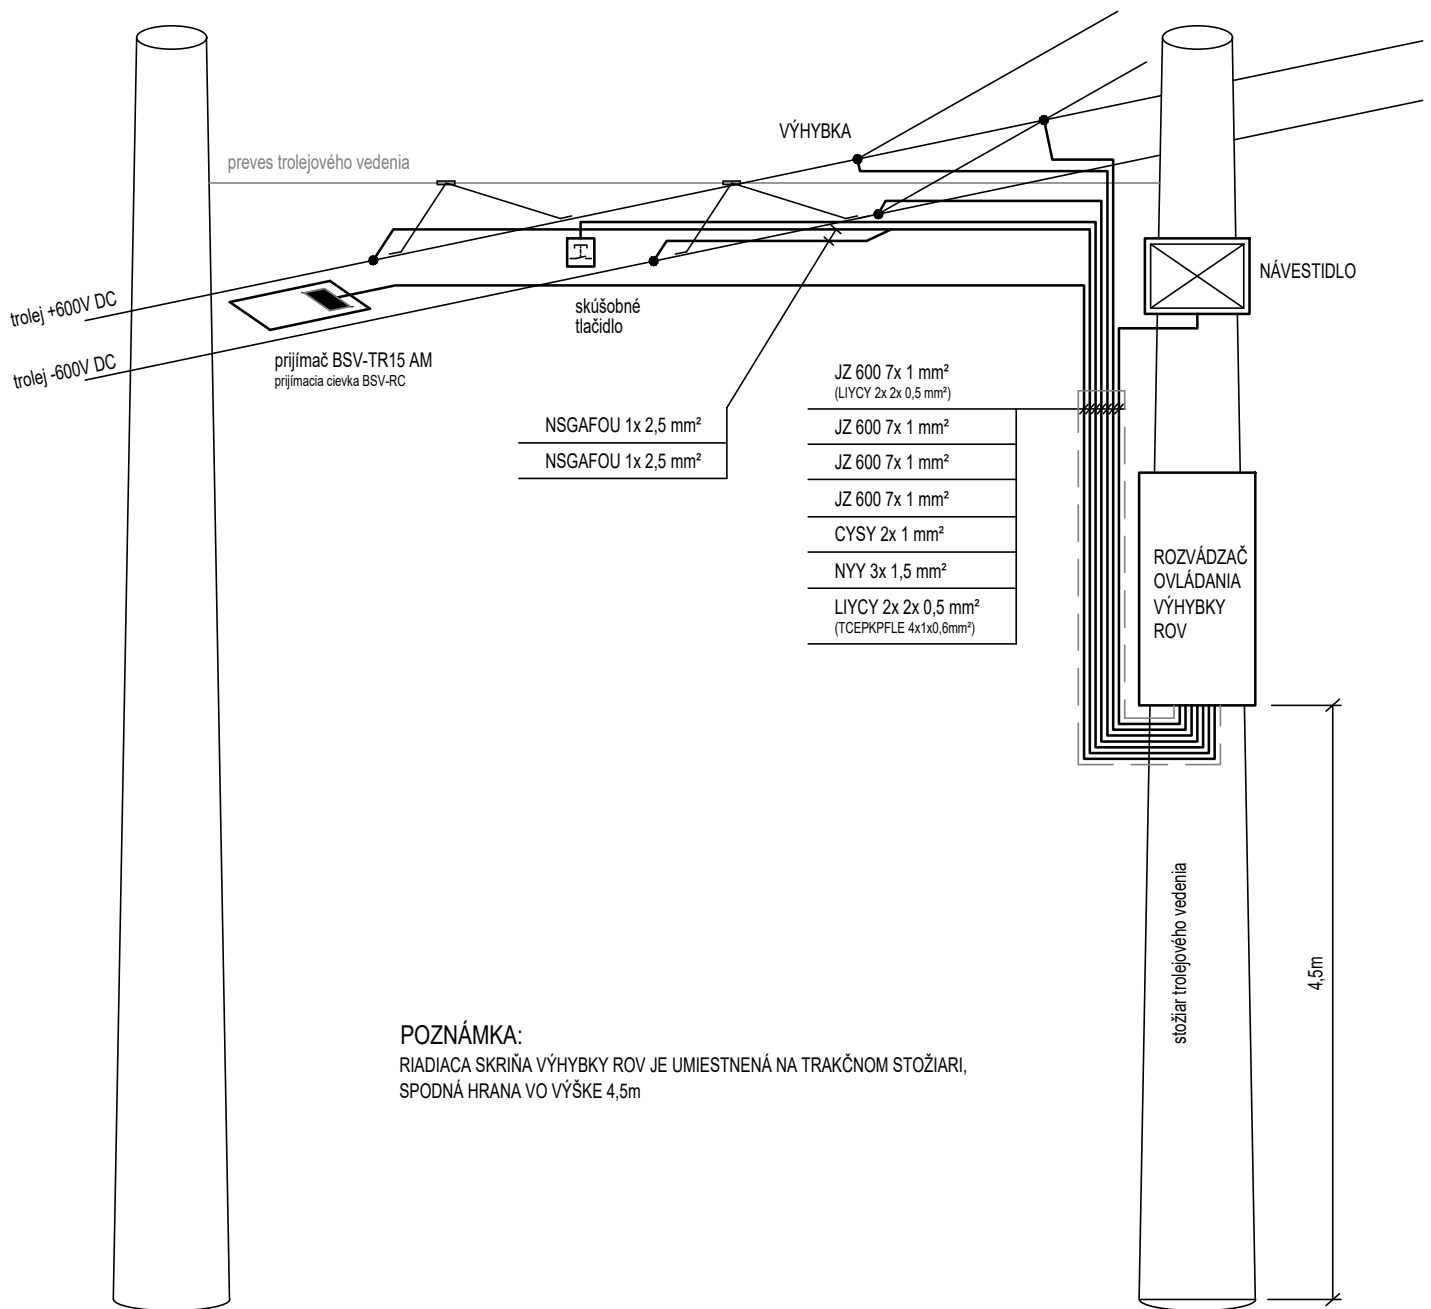 VÝHYBKA
preves trolejového vedenia
NÁVESTIDLO
trolej +600V DC
trolej -600V DC
skúšobné
tlačidlo
prijímač BSV-TR15 AM
prijímacia cievka BSV-RC
NSGAFOU 1x 2,5 mm²
NSGAFOU 1x 2,5 mm²
JZ 600 7x 1 mm²
(LIYCY 2x 2x 0,5 mm²)
JZ 600 7x 1 mm²
JZ 600 7x 1 mm²
JZ 600 7x 1 mm²
CYSY 2x 1 mm²
NYY 3x 1,5 mm²
LIYCY 2x 2x 0,5 mm²
(TCEPKPFLE 4x1x0,6mm²)
ROZVÁDZAČ
OVLÁDANIA
VÝHYBKY
ROV
stožiar trolejového vedenia
4,5m
POZNÁMKA:
RIADIACA SKRIŇA VÝHYBKY ROV JE UMIESTNENÁ NA TRAKČNOM STOŽIARI,
SPODNÁ HRANA VO VÝŠKE 4,5m